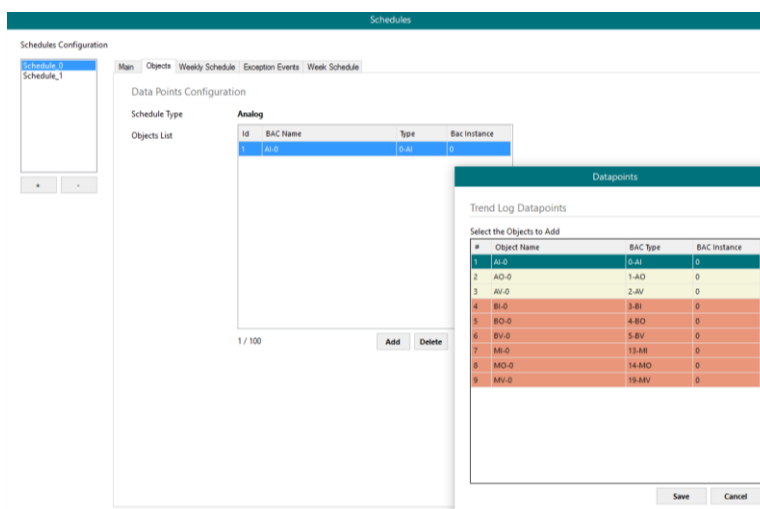 Schedules
Schedules Configuration
Schedule_0
Schedule_1
+ -
Main Objects Weekly Schedule Exception Events Week Schedule
Data Points Configuration
Schedule Type Analog
Objects List
Id BAC Name Type Bac Instance
1 AI-0 0-AI 0
1 / 100
Add Delete
Datapoints
Trend Log Datapoints
Select the Objects to Add
# Object Name BAC Type BAC Instance
1 AI-0 0-AI 0
2 AO-0 1-AO 0
3 AV-0 2-AV 0
4 BI-0 3-BI 0
5 BO-0 4-BO 0
6 BV-0 5-BV 0
7 MI-0 13-MI 0
8 MO-0 14-MO 0
9 MV-0 19-MV 0
Save Cancel